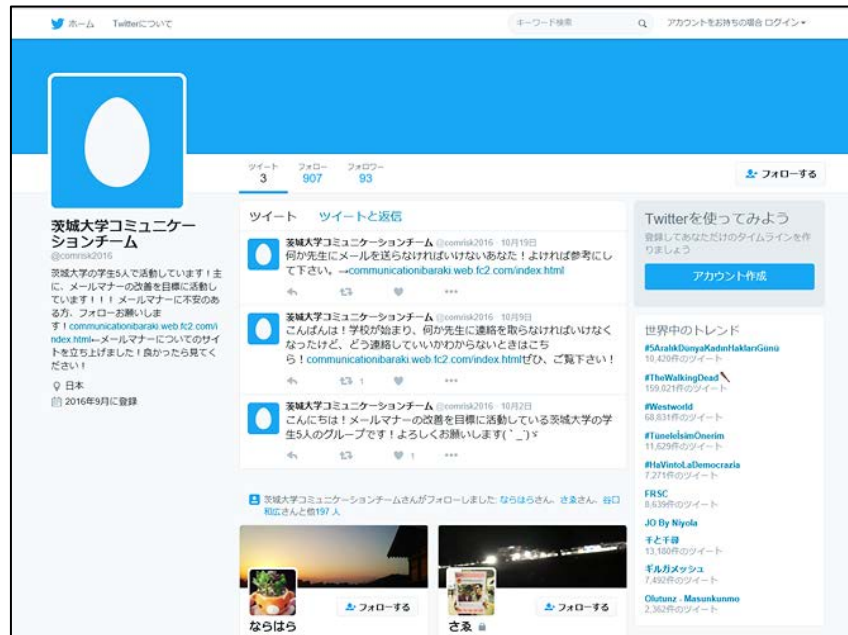 ホーム Twitterについて
キーワード検索
アカウントをお持ちの場合 ログイン
ツイート フォロー フォロワー
3 907 93
フォローする
茨城大学コミュニケー
ションチーム
@comrisk2016
茨城大学の学生5人で活動しています!主
に、メールマナーの改善を目標に活動し
ています!!! メールマナーに不安のあ
る方、フォローお願いしま
す!communicationibaraki.web.fc2.com/i
ndex.html←メールマナーについてのサイ
トを立ち上げました!良かったら見てく
ださい!
日本
2016年9月に登録
ツイート ツイートと返信
茨城大学コミュニケーションチーム @comrisk2016 · 10月19日
何か先生にメールを送らなければいけないあなた!よければ参考にし
て下さい。→communicationibaraki.web.fc2.com/index.html
茨城大学コミュニケーションチーム @comrisk2016 · 10月9日
こんばんは!学校が始まり、何か先生に連絡を取らなければいけなく
なったけど、どう連絡していいかわからないときはこち
ら!communicationibaraki.web.fc2.com/index.htmlぜひ、ご覧下さい!
1
茨城大学コミュニケーションチーム @comrisk2016 · 10月2日
こんにちは!メールマナーの改善を目標に活動している茨城大学の学
生5人のグループです!よろしくお願いします(｀_´)ゞ
1
茨城大学コミュニケーションチームさんがフォローしました: ならはらさん、さゑさん、谷口
和広さんと他197 人
フォローする
ならはら
フォローする
さゑ
Twitterを使ってみよう
登録してあなただけのタイムラインを作
りましょう
アカウント作成
世界中のトレンド
#5AralıkDünyaKadınHaklarıGünü
10,420件のツイート
#TheWalkingDead
159,021件のツイート
#Westworld
68,831件のツイート
#TüneleİsimÖnerim
11,629件のツイート
#HaVintoLaDemocrazia
7,271件のツイート
FRSC
8,639件のツイート
JO By Niyola
千と千尋
13,180件のツイート
ギルガメッシュ
7,492件のツイート
Olutunz - Masunkunmo
2,362件のツイート